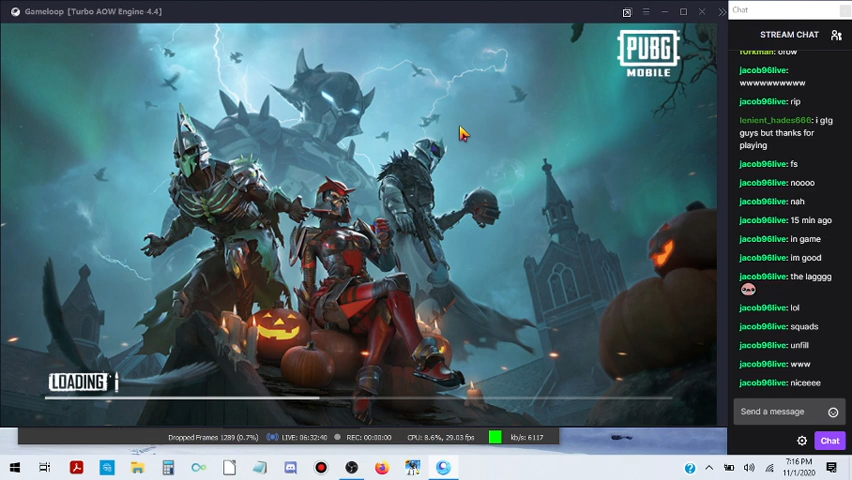 Gameloop [Turbo AOW Engine-4.4]
PUBG
MOBILE
LOADING
Dropped Frames 1289 (0.7%)
LIVE: 06:32:40
REC: 00:00:00
CPU: 8.6%, 29.03 fps
kb/s: 6117
Chat
STREAM CHAT
jacob96live:
wwwwwwwwww
jacob96live: rip
lenient_hades666: i gtg
guys but thanks for
playing
jacob96live: fs
jacob96live: noooo
jacob96live: nah
jacob96live: 15 min ago
jacob96live: in game
jacob96live: im good
jacob96live: the lagggg
jacob96live: lol
jacob96live: squads
jacob96live: unfill
jacob96live: www
jacob96live: niceeee
Send a message
Chat
7:16 PM
11/1/2020